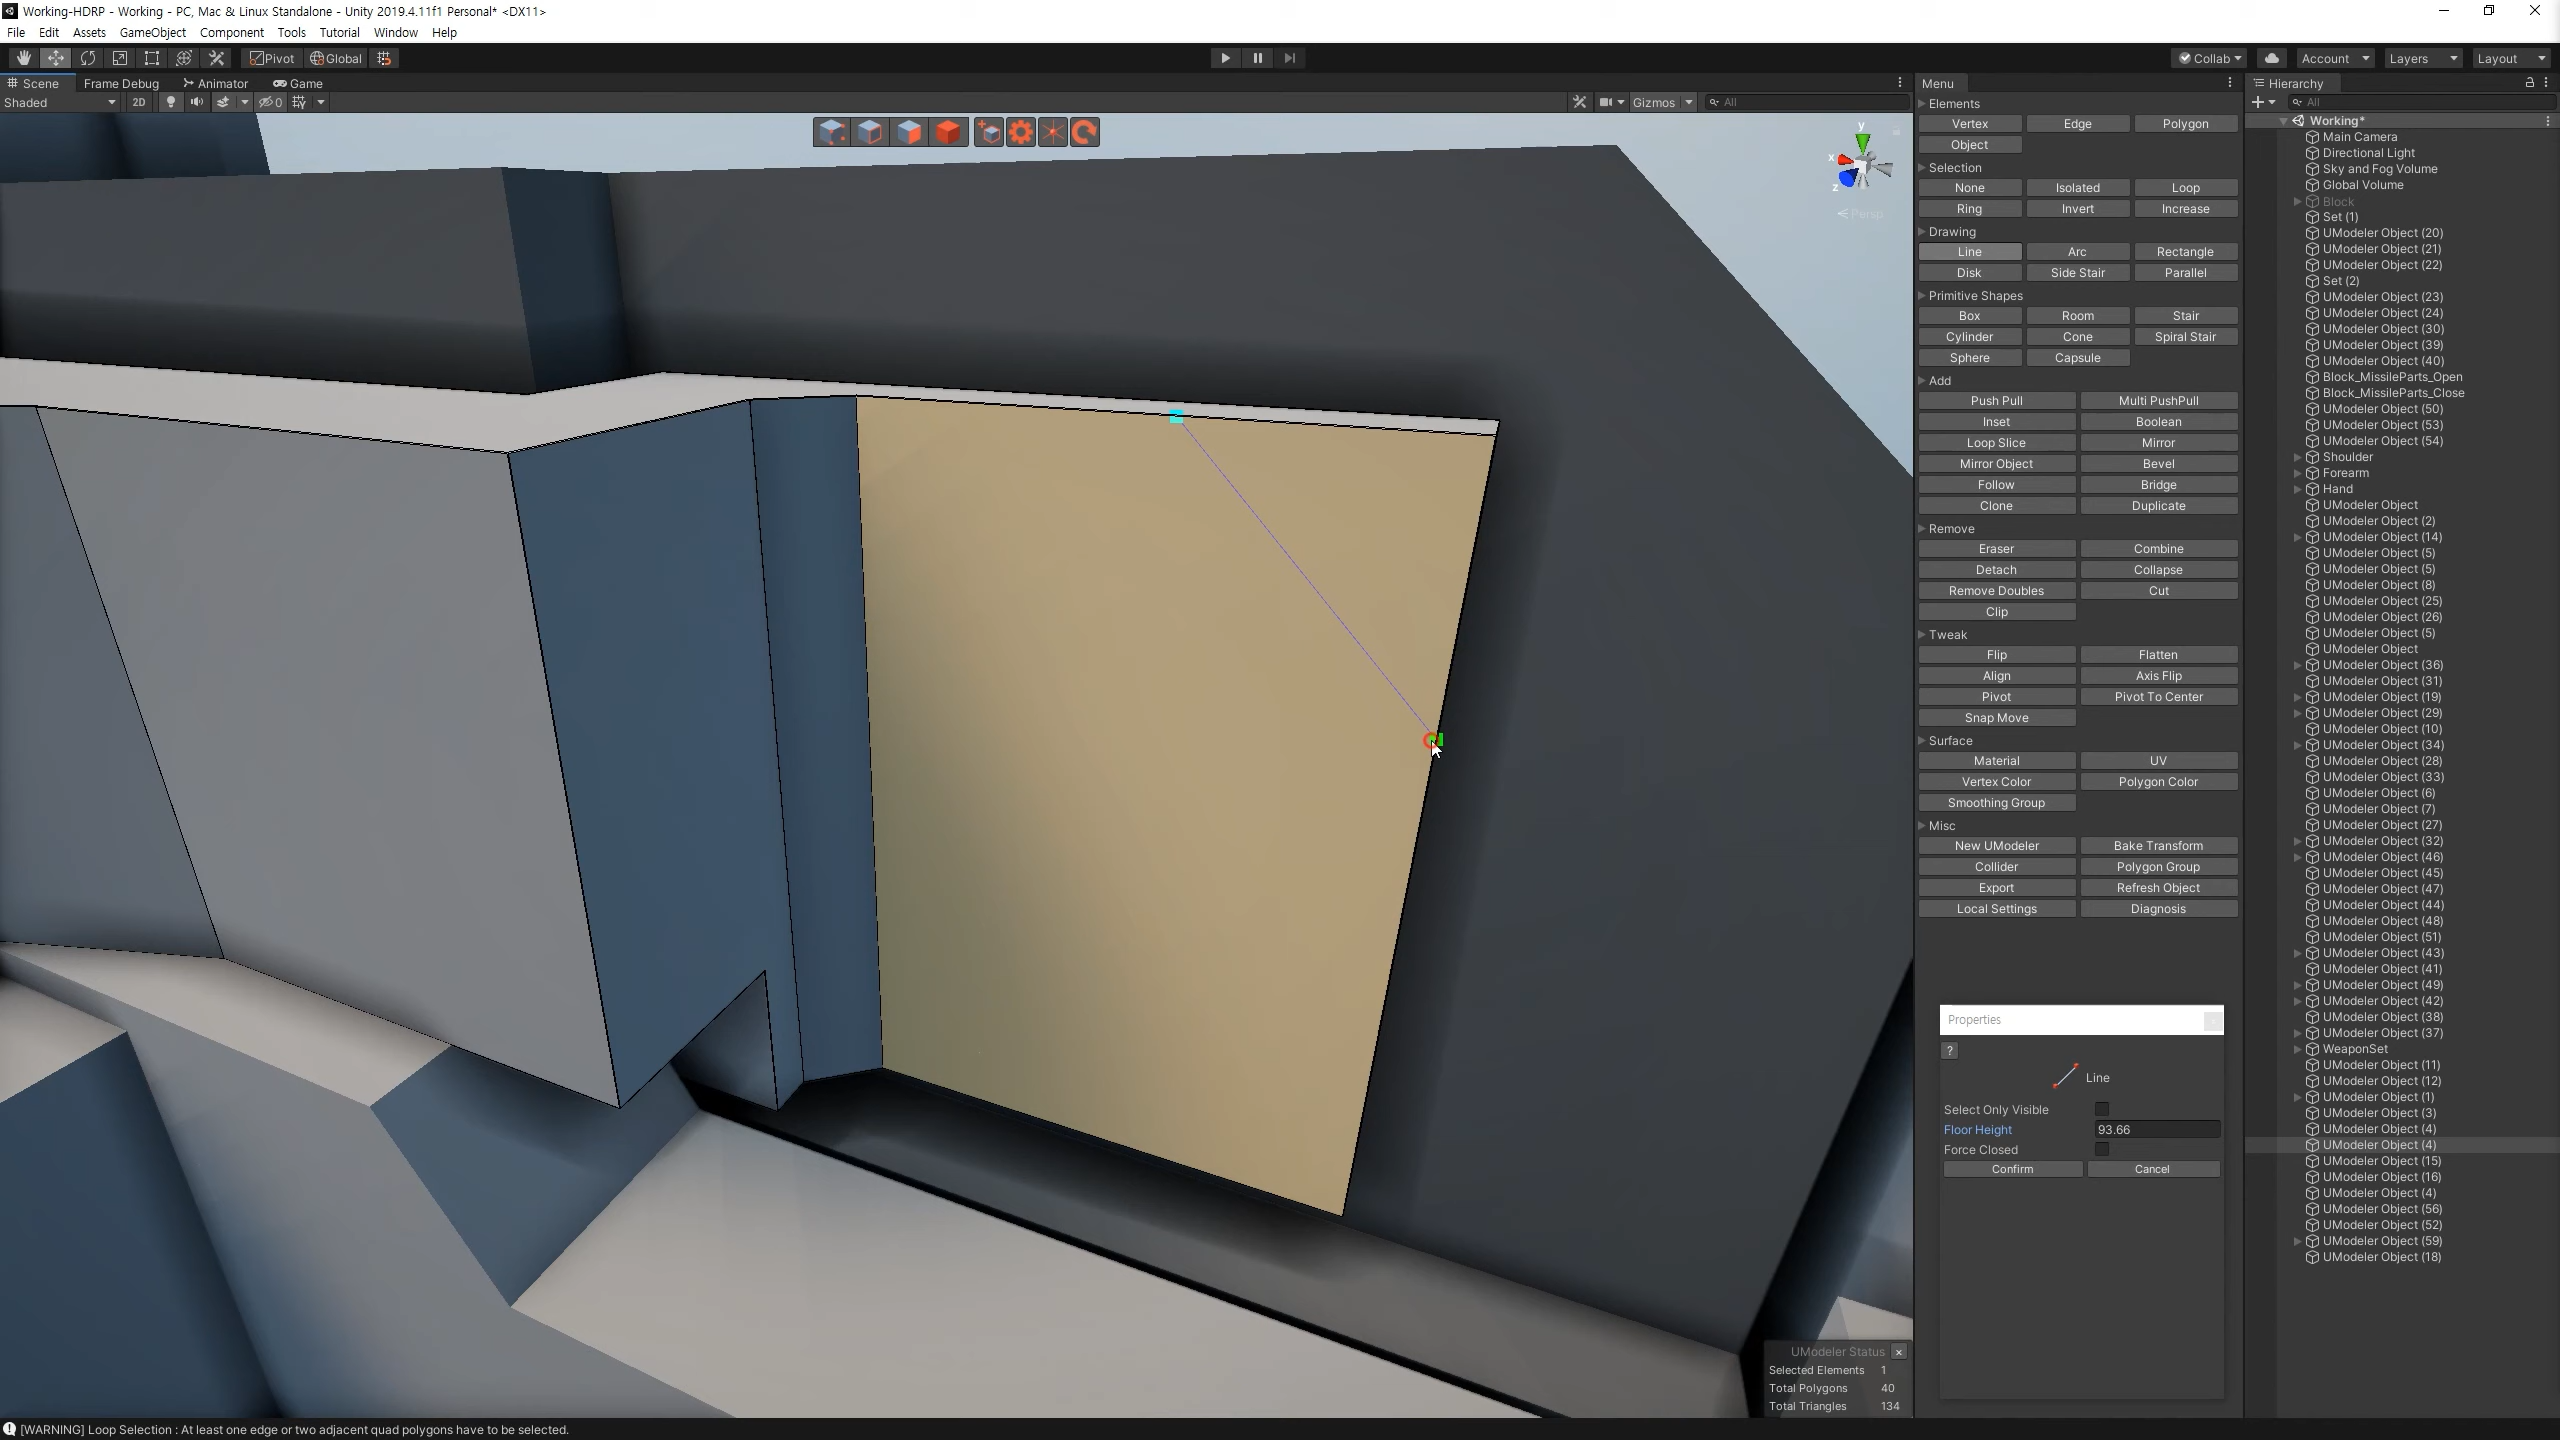 Working-HDRP - Working - PC, Mac & Linux Standalone - Unity 2019.4.11f1 Personal* <DX11>
File Edit Assets GameObject Component Tools Tutorial Window Help
Pivot Global Collab Account Layers Layout
Scene Frame Debug Animator Game
Shaded 2D 0 Gizmos All
y
x
z
Persp
Menu
Elements
Vertex Edge Polygon
Object
Selection
None Isolated Loop
Ring Invert Increase
Drawing
Line Arc Rectangle
Disk Side Stair Parallel
Primitive Shapes
Box Room Stair
Cylinder Cone Spiral Stair
Sphere Capsule
Add
Push Pull Multi PushPull
Inset Boolean
Loop Slice Mirror
Mirror Object Bevel
Follow Bridge
Clone Duplicate
Remove
Eraser Combine
Detach Collapse
Remove Doubles Cut
Clip
Tweak
Flip Flatten
Align Axis Flip
Pivot Pivot To Center
Snap Move
Surface
Material UV
Vertex Color Polygon Color
Smoothing Group
Misc
New UModeler Bake Transform
Collider Polygon Group
Export Refresh Object
Local Settings Diagnosis
Properties
?
Line
Select Only Visible
Floor Height 93.66
Force Closed
Confirm Cancel
Hierarchy
All
Working*
Main Camera
Directional Light
Sky and Fog Volume
Global Volume
Block
Set (1)
UModeler Object (20)
UModeler Object (21)
UModeler Object (22)
Set (2)
UModeler Object (23)
UModeler Object (24)
UModeler Object (30)
UModeler Object (39)
UModeler Object (40)
Block_MissileParts_Open
Block_MissileParts_Close
UModeler Object (50)
UModeler Object (53)
UModeler Object (54)
Shoulder
Forearm
Hand
UModeler Object
UModeler Object (2)
UModeler Object (14)
UModeler Object (5)
UModeler Object (5)
UModeler Object (8)
UModeler Object (25)
UModeler Object (26)
UModeler Object (5)
UModeler Object
UModeler Object (36)
UModeler Object (31)
UModeler Object (19)
UModeler Object (29)
UModeler Object (10)
UModeler Object (34)
UModeler Object (28)
UModeler Object (33)
UModeler Object (6)
UModeler Object (7)
UModeler Object (27)
UModeler Object (32)
UModeler Object (46)
UModeler Object (45)
UModeler Object (47)
UModeler Object (44)
UModeler Object (48)
UModeler Object (51)
UModeler Object (43)
UModeler Object (41)
UModeler Object (49)
UModeler Object (42)
UModeler Object (38)
UModeler Object (37)
WeaponSet
UModeler Object (11)
UModeler Object (12)
UModeler Object (1)
UModeler Object (3)
UModeler Object (4)
UModeler Object (4)
UModeler Object (15)
UModeler Object (16)
UModeler Object (4)
UModeler Object (56)
UModeler Object (52)
UModeler Object (59)
UModeler Object (18)
UModeler Status
Selected Elements 1
Total Polygons 40
Total Triangles 134
[WARNING] Loop Selection : At least one edge or two adjacent quad polygons have to be selected.